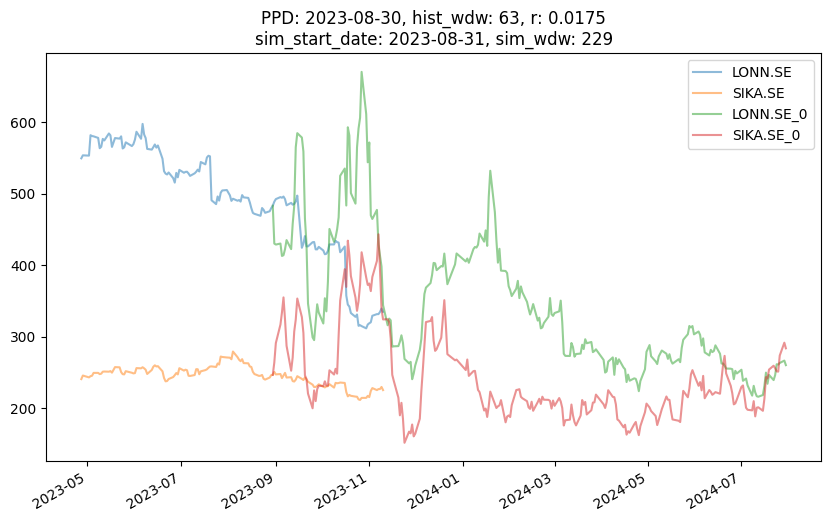 PPD: 2023-08-30, hist_wdw: 63, r: 0.0175
sim_start_date: 2023-08-31, sim_wdw: 229
LONN.SE
SIKA.SE
LONN.SE_0
SIKA.SE_0
600
500
400
300
200
2023-05
2023-07
2023-09
2023-11
2024-01
2024-03
2024-05
2024-07